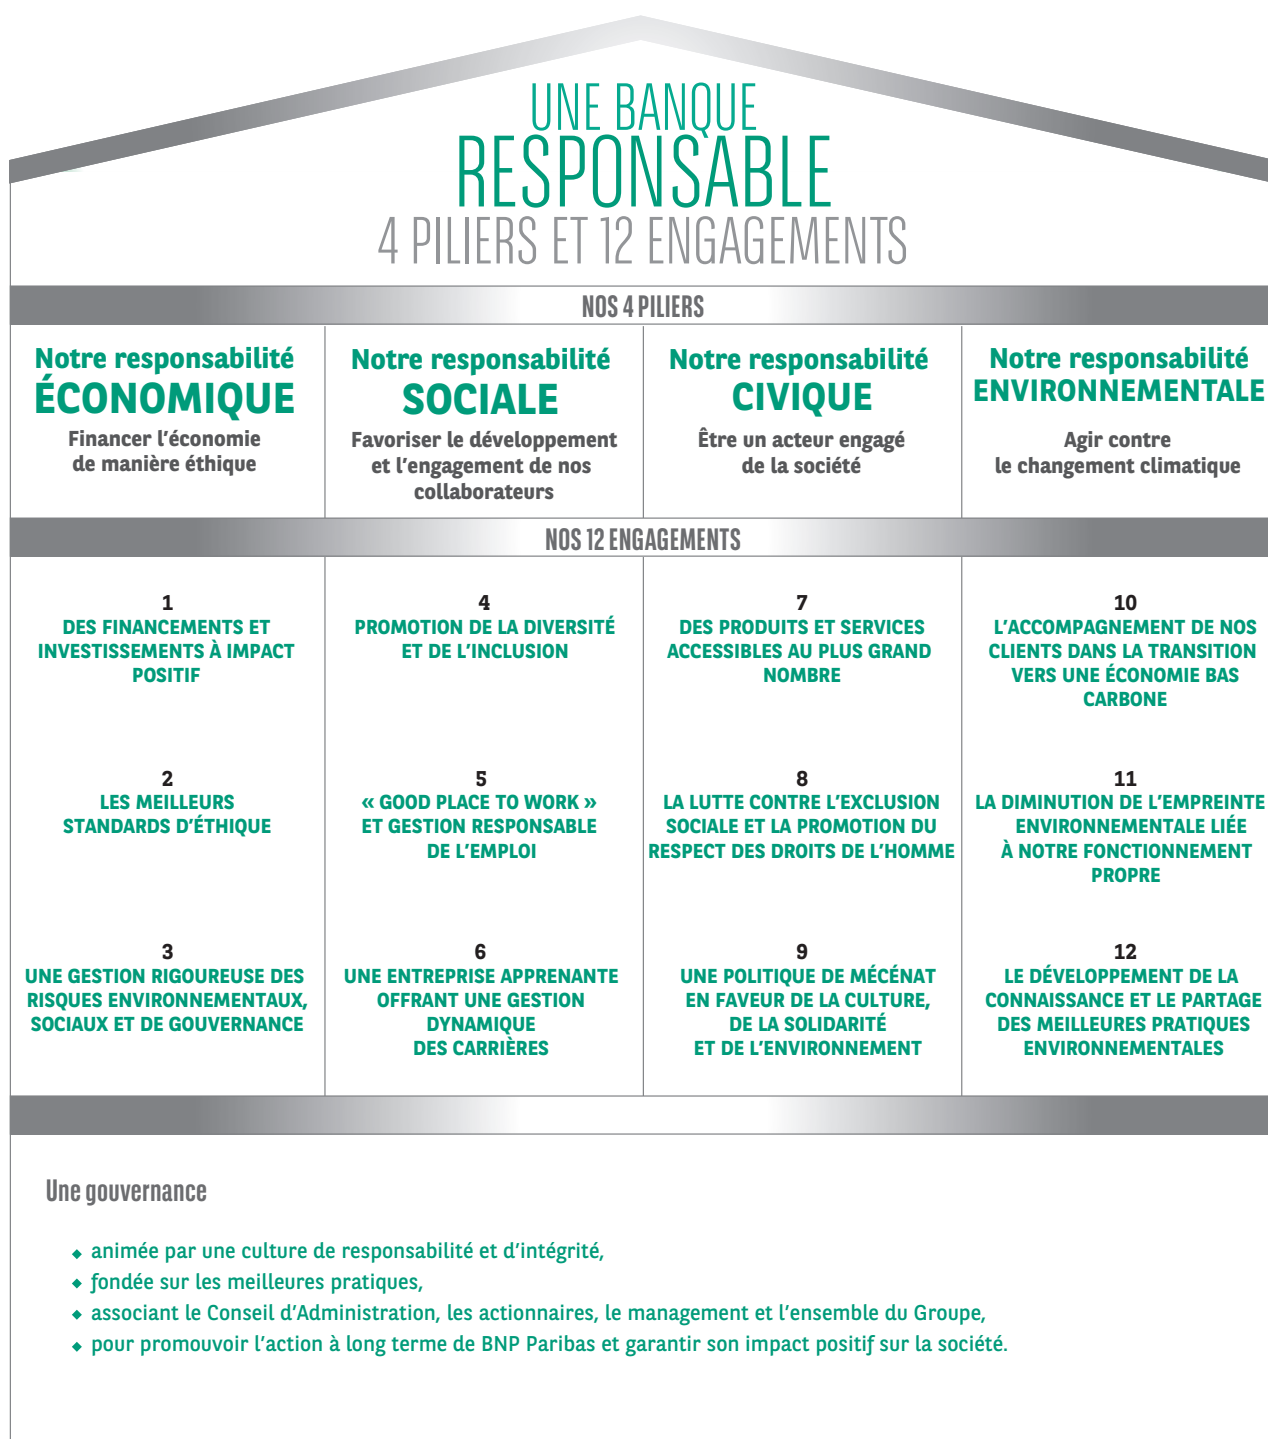 UNE BANQUE
RESPONSABLE
4 PILIERS ET 12 ENGAGEMENTS
NOS 4 PILIERS
Notre responsabilité
ÉCONOMIQUE
Financer l’économie
de manière éthique
Notre responsabilité
SOCIALE
Favoriser le développement
et l’engagement de nos
collaborateurs
Notre responsabilité
CIVIQUE
Être un acteur engagé
de la société
Notre responsabilité
ENVIRONNEMENTALE
Agir contre
le changement climatique
NOS 12 ENGAGEMENTS
1
DES FINANCEMENTS ET
INVESTISSEMENTS À IMPACT
POSITIF
4
PROMOTION DE LA DIVERSITÉ
ET DE L’INCLUSION
7
DES PRODUITS ET SERVICES
ACCESSIBLES AU PLUS GRAND
NOMBRE
10
L’ACCOMPAGNEMENT DE NOS
CLIENTS DANS LA TRANSITION
VERS UNE ÉCONOMIE BAS
CARBONE
2
LES MEILLEURS
STANDARDS D’ÉTHIQUE
5
« GOOD PLACE TO WORK »
ET GESTION RESPONSABLE
DE L’EMPLOI
8
LA LUTTE CONTRE L’EXCLUSION
SOCIALE ET LA PROMOTION DU
RESPECT DES DROITS DE L’HOMME
11
LA DIMINUTION DE L’EMPREINTE
ENVIRONNEMENTALE LIÉE
À NOTRE FONCTIONNEMENT
PROPRE
3
UNE GESTION RIGOUREUSE DES
RISQUES ENVIRONNEMENTAUX,
SOCIAUX ET DE GOUVERNANCE
6
UNE ENTREPRISE APPRENANTE
OFFRANT UNE GESTION
DYNAMIQUE
DES CARRIÈRES
9
UNE POLITIQUE DE MÉCÉNAT
EN FAVEUR DE LA CULTURE,
DE LA SOLIDARITÉ
ET DE L’ENVIRONNEMENT
12
LE DÉVELOPPEMENT DE LA
CONNAISSANCE ET LE PARTAGE
DES MEILLEURES PRATIQUES
ENVIRONNEMENTALES
Une gouvernance
◆ animée par une culture de responsabilité et d’intégrité,
◆ fondée sur les meilleures pratiques,
◆ associant le Conseil d’Administration, les actionnaires, le management et l’ensemble du Groupe,
◆ pour promouvoir l’action à long terme de BNP Paribas et garantir son impact positif sur la société.